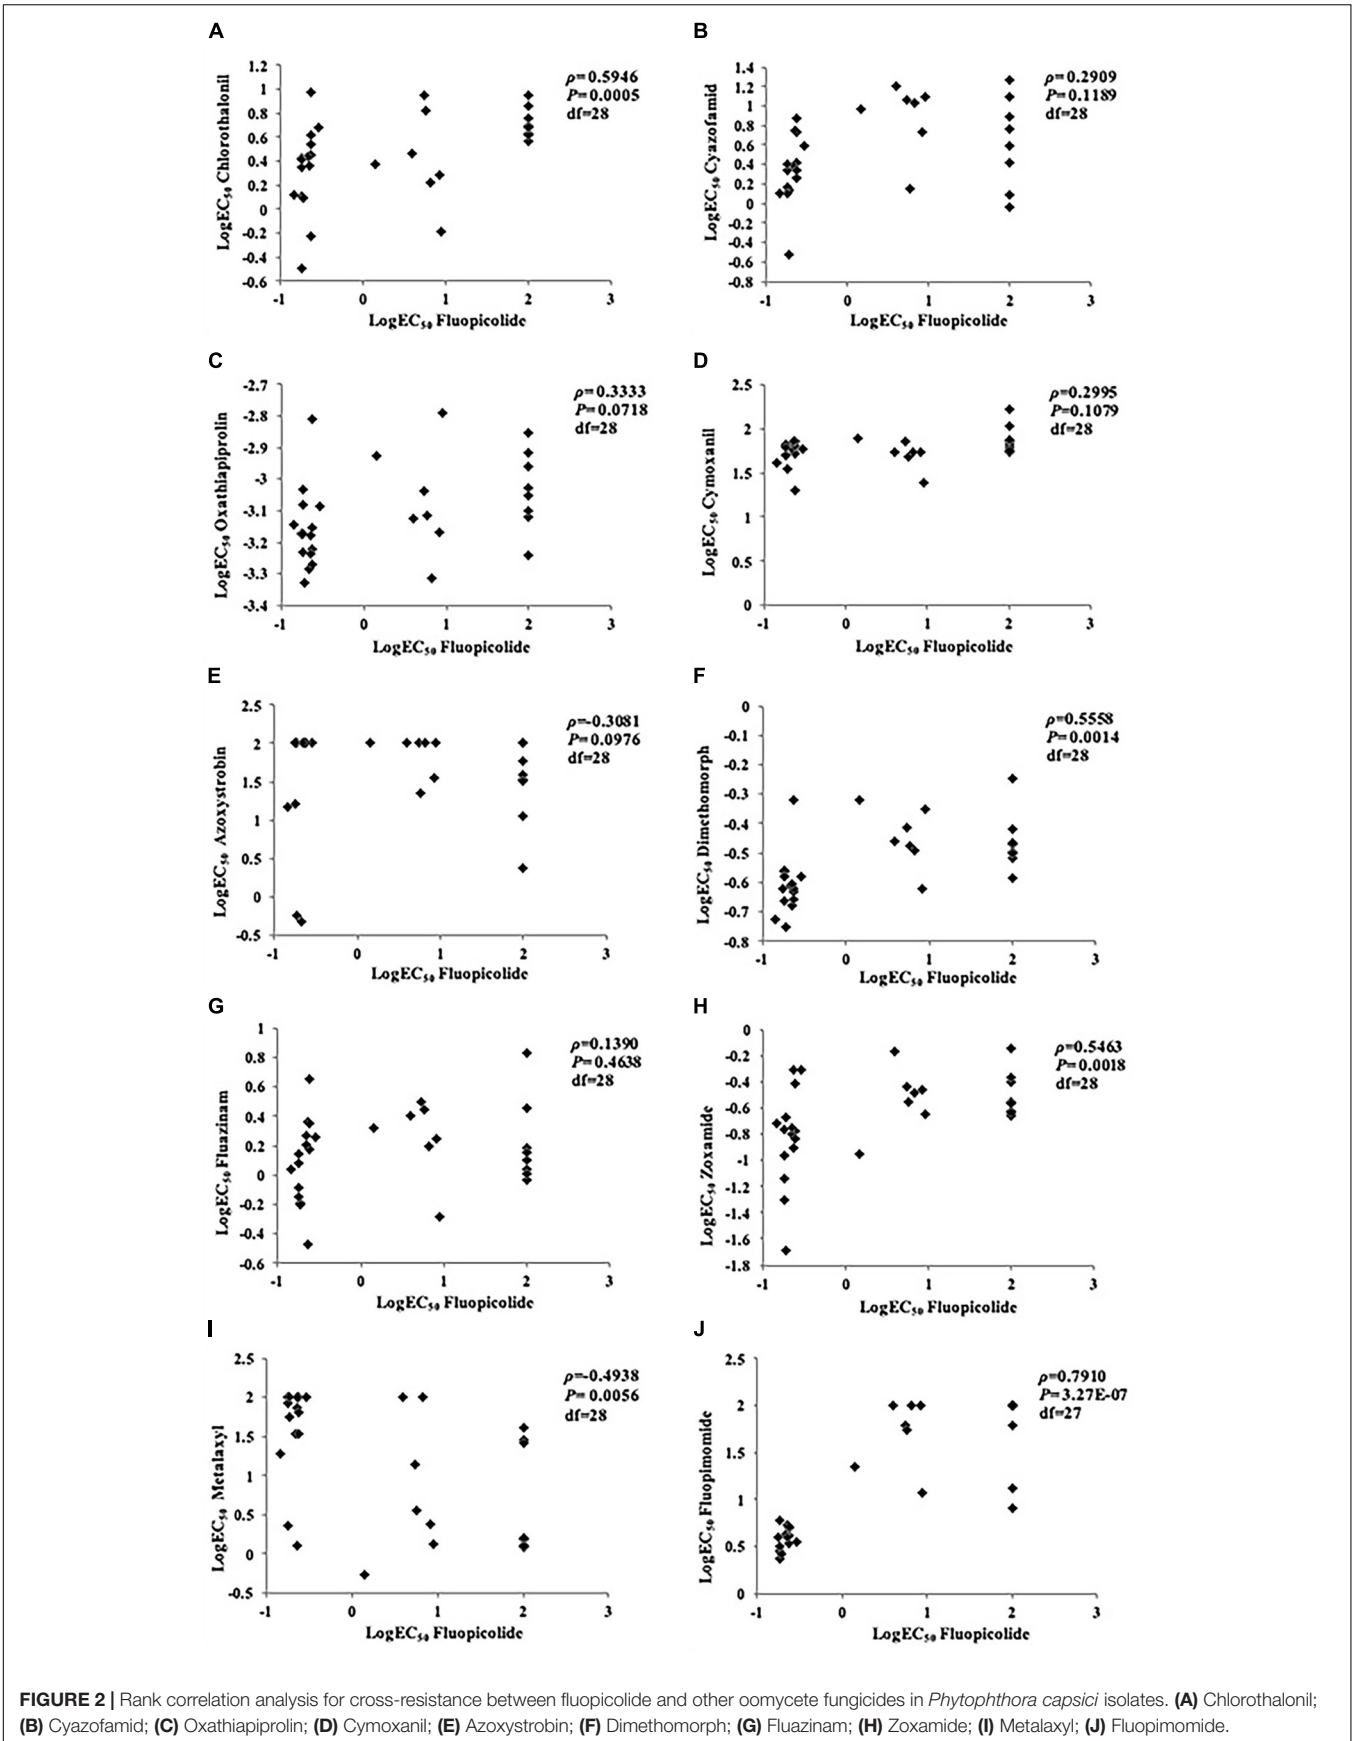 A
LogEC50 Chlorothalonil
1.2
1
0.8
0.6
0.4
0.2
0
-0.2
-0.4
-0.6
ρ=0.5946
P=0.0005
df=28
-1 0 1 2 3
LogEC50 Fluopicolide
B
LogEC50 Cyazofamid
1.4
1.2
1
0.8
0.6
0.4
0.2
0
-0.2
-0.4
-0.6
-0.8
ρ=0.2909
P=0.1189
df=28
-1 0 1 2 3
LogEC50 Fluopicolide
C
LogEC50 Oxathiapiprolin
-2.7
-2.8
-2.9
-3
-3.1
-3.2
-3.3
-3.4
ρ=0.3333
P=0.0718
df=28
-1 0 1 2 3
LogEC50 Fluopicolide
D
LogEC50 Cymoxanil
2.5
2
1.5
1
0.5
0
ρ=0.2995
P=0.1079
df=28
-1 0 1 2 3
LogEC50 Fluopicolide
E
LogEC50 Azoxystrobin
2.5
2
1.5
1
0.5
0
-0.5
ρ=-0.3081
P=0.0976
df=28
-1 0 1 2 3
LogEC50 Fluopicolide
F
LogEC50 Dimethomorph
0
-0.1
-0.2
-0.3
-0.4
-0.5
-0.6
-0.7
-0.8
ρ=0.5558
P=0.0014
df=28
-1 0 1 2 3
LogEC50 Fluopicolide
G
LogEC50 Fluazinam
1
0.8
0.6
0.4
0.2
0
-0.2
-0.4
-0.6
ρ=0.1390
P=0.4638
df=28
-1 0 1 2 3
LogEC50 Fluopicolide
H
LogEC50 Zoxamide
0
-0.2
-0.4
-0.6
-0.8
-1
-1.2
-1.4
-1.6
-1.8
ρ=0.5463
P=0.0018
df=28
-1 0 1 2 3
LogEC50 Fluopicolide
I
LogEC50 Metalaxyl
2.5
2
1.5
1
0.5
0
-0.5
ρ=-0.4938
P= 0.0056
df=28
-1 0 1 2 3
LogEC50 Fluopicolide
J
LogEC50 Fluopimomide
2.5
2
1.5
1
0.5
0
ρ=0.7910
P=3.27E-07
df=27
-1 0 1 2 3
LogEC50 Fluopicolide
FIGURE 2 | Rank correlation analysis for cross-resistance between fluopicolide and other oomycete fungicides in Phytophthora capsici isolates. (A) Chlorothalonil;
(B) Cyazofamid; (C) Oxathiapiprolin; (D) Cymoxanil; (E) Azoxystrobin; (F) Dimethomorph; (G) Fluazinam; (H) Zoxamide; (I) Metalaxyl; (J) Fluopimomide.